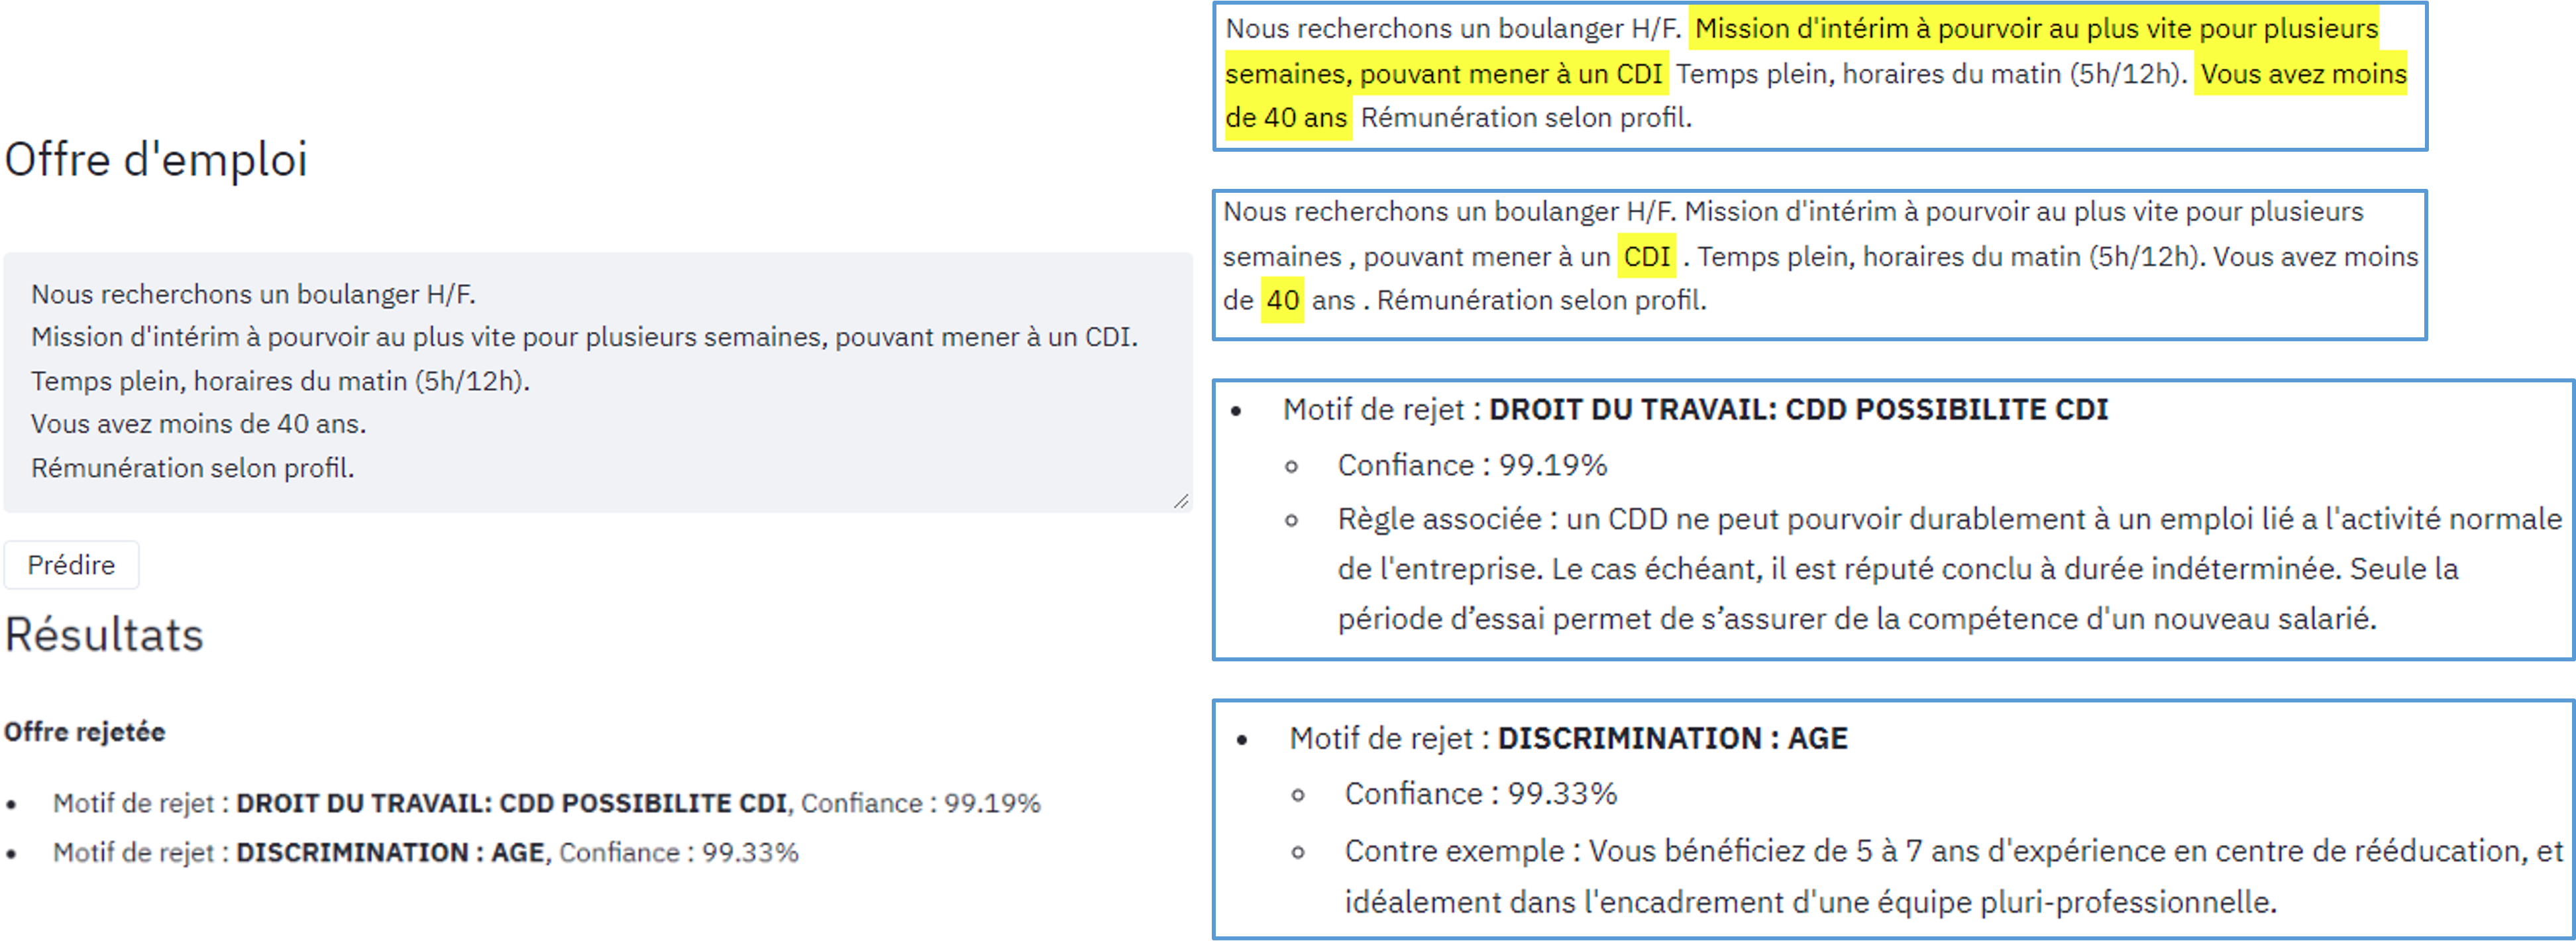 Offre d'emploi
Nous recherchons un boulanger H/F.
Mission d'intérim à pourvoir au plus vite pour plusieurs semaines, pouvant mener à un CDI.
Temps plein, horaires du matin (5h/12h).
Vous avez moins de 40 ans.
Rémunération selon profil.
Prédire
Résultats
Offre rejetée
• Motif de rejet : DROIT DU TRAVAIL: CDD POSSIBILITE CDI, Confiance : 99.19%
• Motif de rejet : DISCRIMINATION : AGE, Confiance : 99.33%
Nous recherchons un boulanger H/F. Mission d'intérim à pourvoir au plus vite pour plusieurs
semaines, pouvant mener à un CDI Temps plein, horaires du matin (5h/12h). Vous avez moins
de 40 ans Rémunération selon profil.
Nous recherchons un boulanger H/F. Mission d'intérim à pourvoir au plus vite pour plusieurs
semaines , pouvant mener à un CDI . Temps plein, horaires du matin (5h/12h). Vous avez moins
de 40 ans . Rémunération selon profil.
• Motif de rejet : DROIT DU TRAVAIL: CDD POSSIBILITE CDI
Confiance : 99.19%
Règle associée : un CDD ne peut pourvoir durablement à un emploi lié a l'activité normale
de l'entreprise. Le cas échéant, il est réputé conclu à durée indéterminée. Seule la
période d’essai permet de s’assurer de la compétence d'un nouveau salarié.
• Motif de rejet : DISCRIMINATION : AGE
Confiance : 99.33%
Contre exemple : Vous bénéficiez de 5 à 7 ans d'expérience en centre de rééducation, et
idéalement dans l'encadrement d'une équipe pluri-professionnelle.